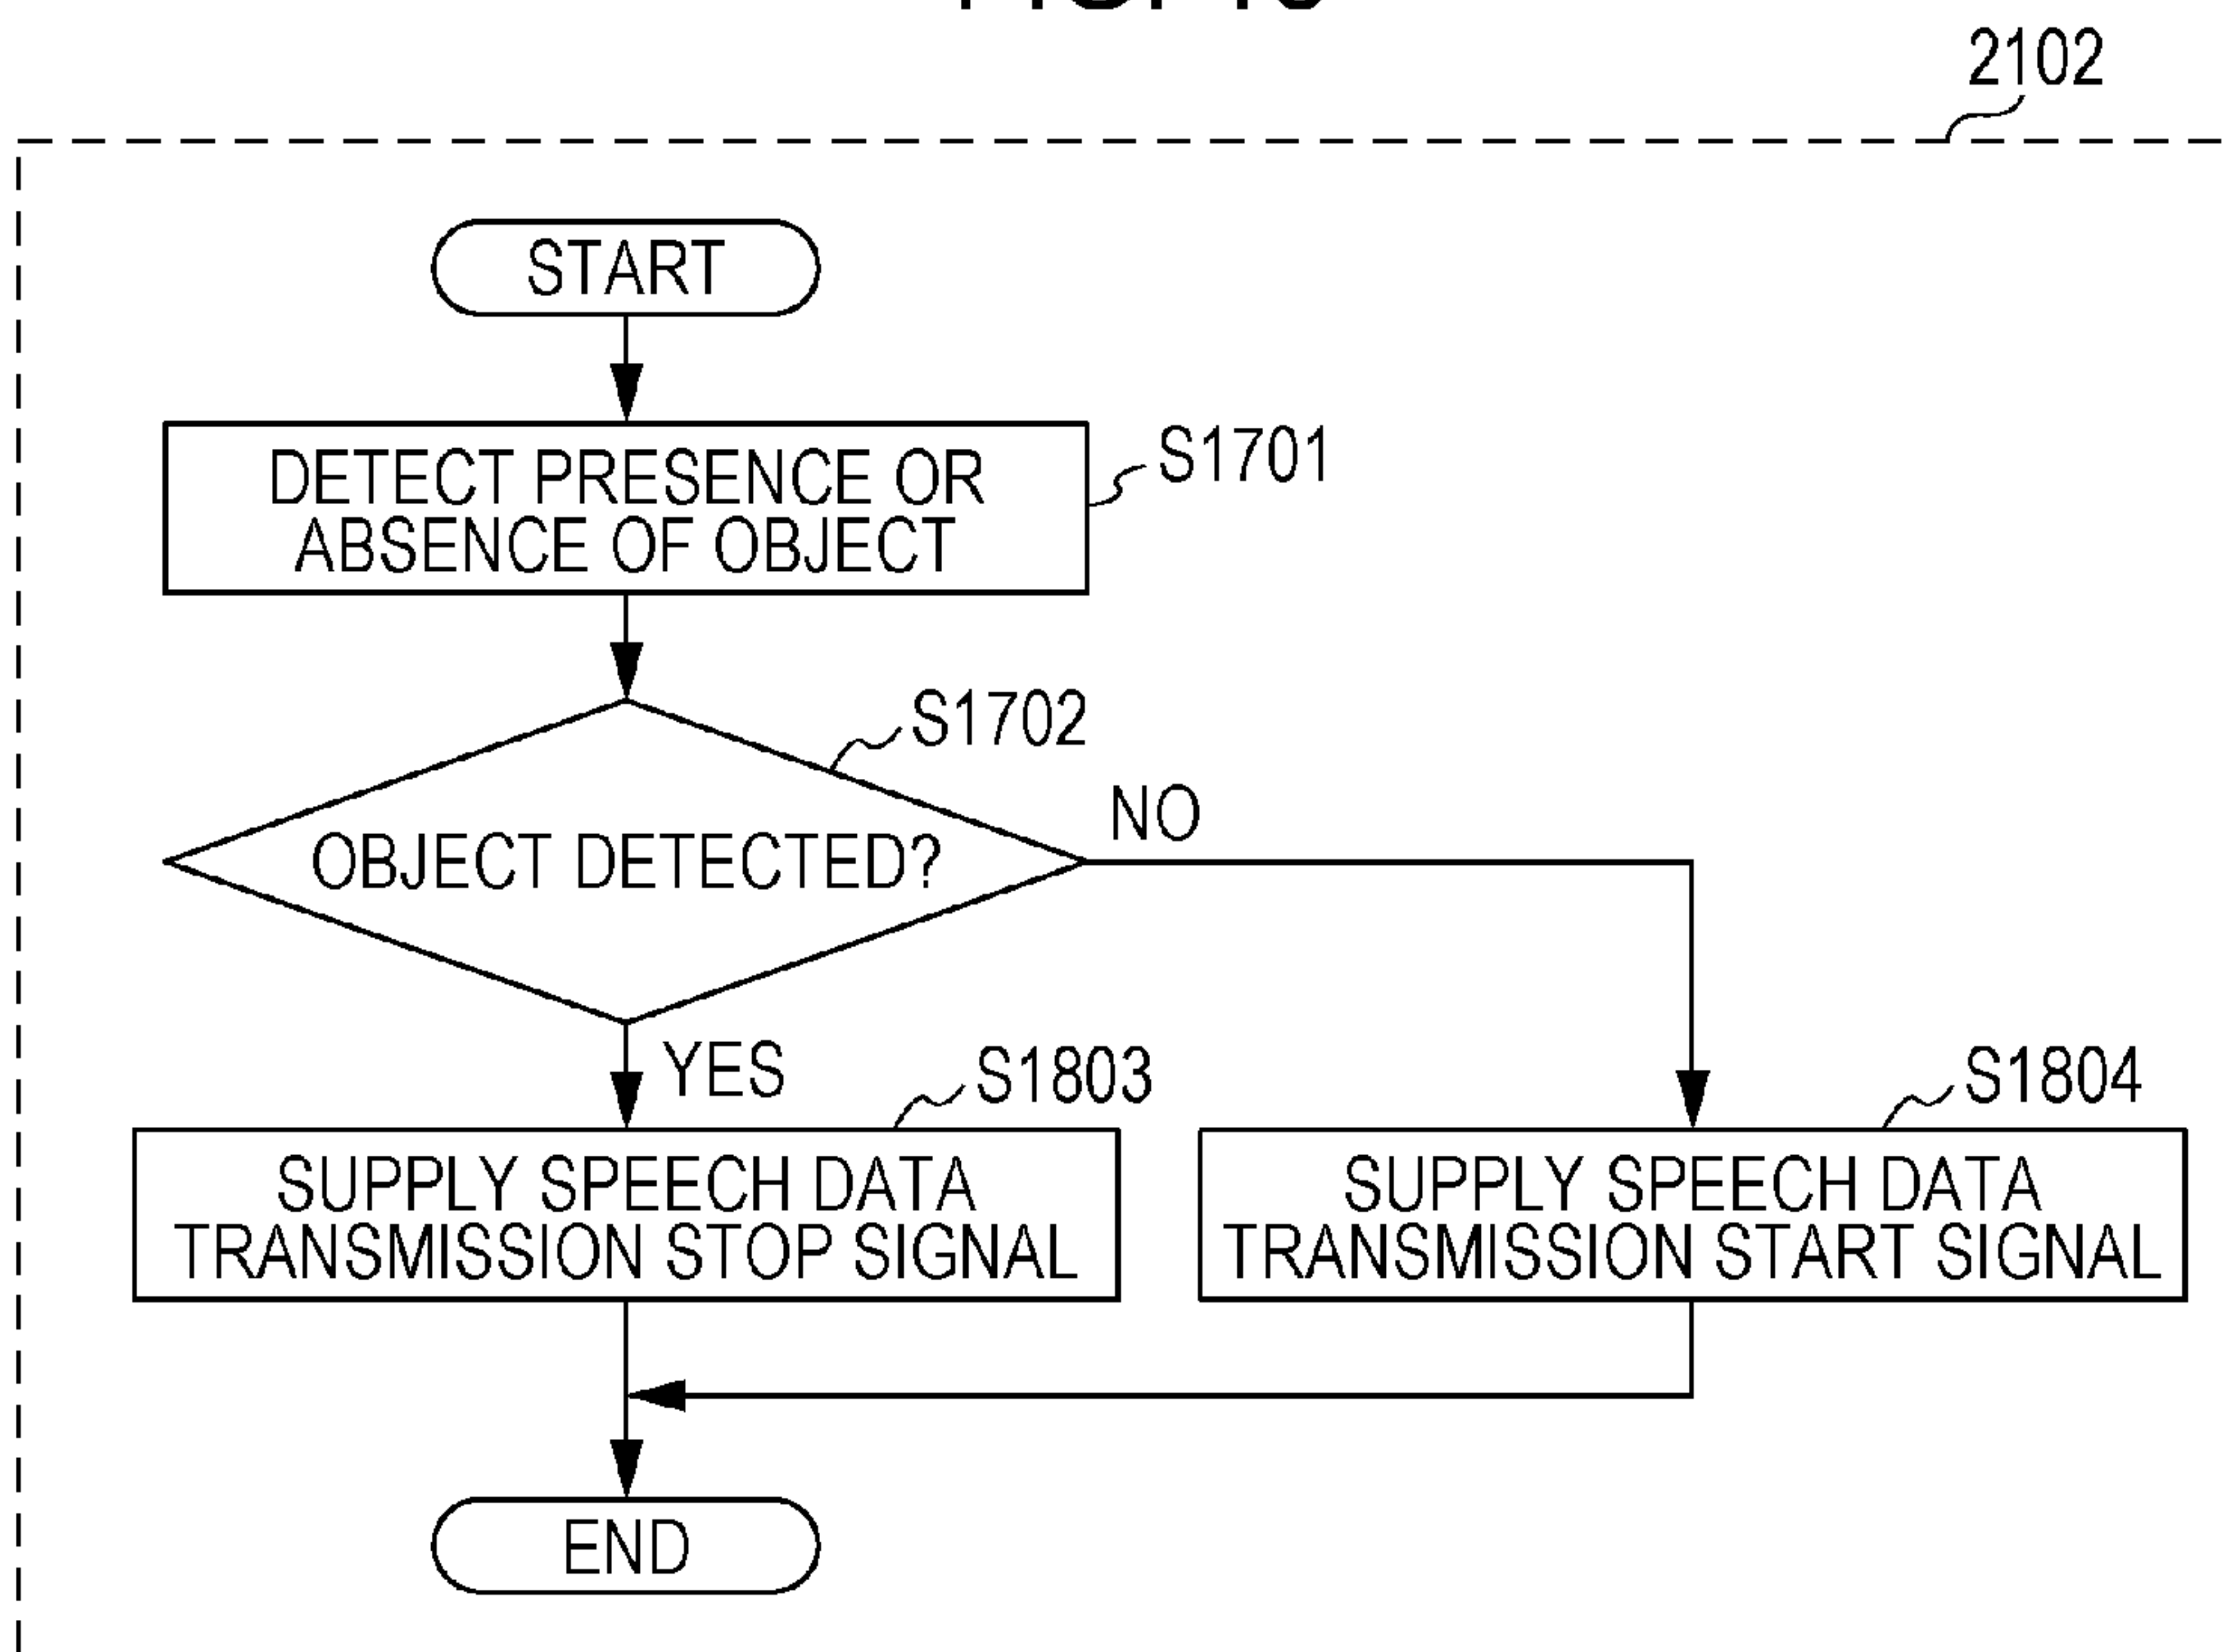 2102
START
DETECT PRESENCE OR
ABSENCE OF OBJECT
S1701
S1702
OBJECT DETECTED?
NO
YES
S1803
S1804
SUPPLY SPEECH DATA
TRANSMISSION STOP SIGNAL
SUPPLY SPEECH DATA
TRANSMISSION START SIGNAL
END